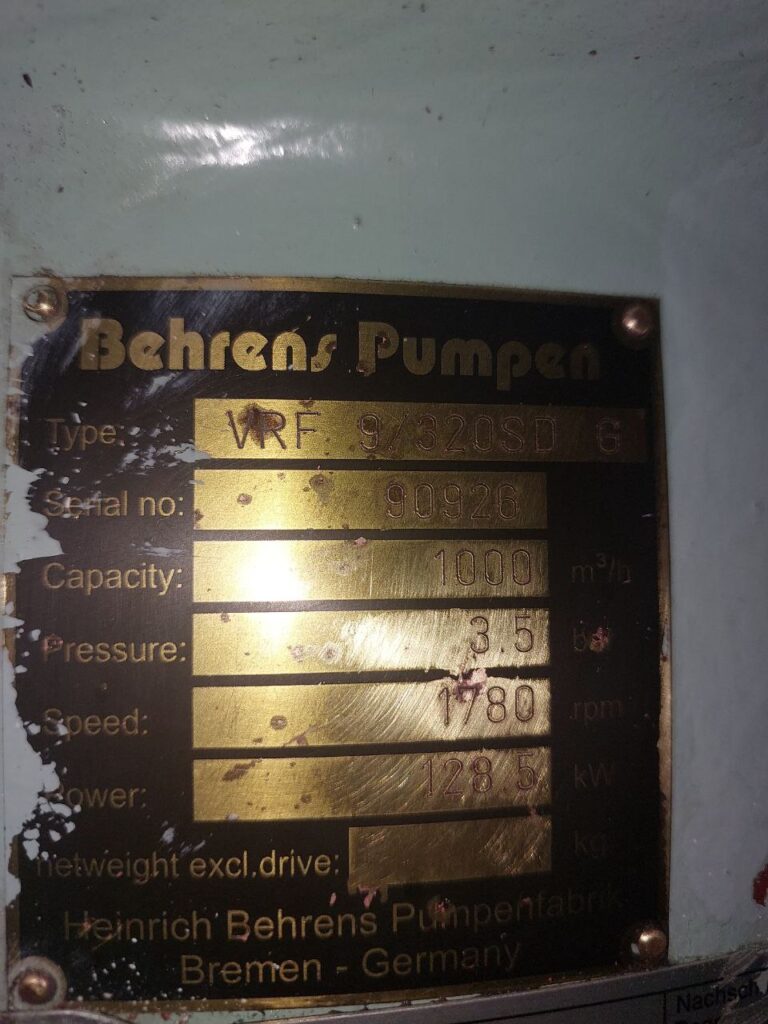 Behrens Pumpen
Type: VRF 9/320SD G
Serial no: 90926
Capacity: 1000 m³/h
Pressure: 3.5 bar
Speed: 1780 rpm
Power: 128.5 kW
netweight excl.drive: kg
Heinrich Behrens Pumpenfabrik
Bremen - Germany